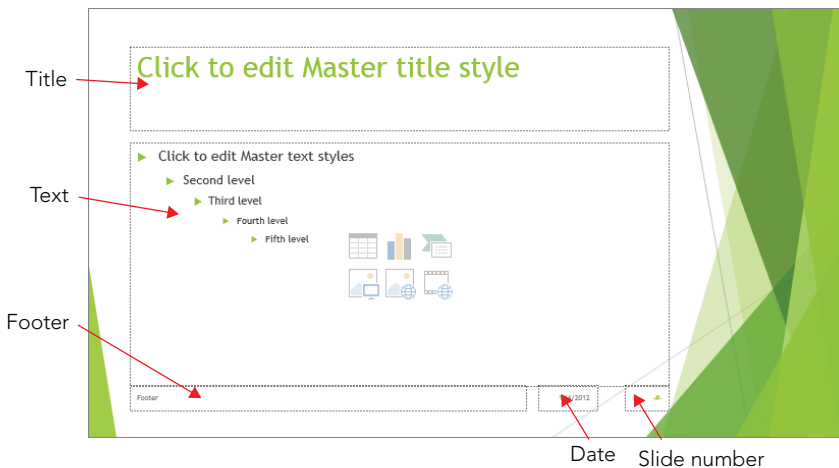 Click to edit Master title style
Title
Click to edit Master text styles
Second level
Text
Third level
Fourth level
Fifth level
Footer
Footer
/2012
Date
Slide number